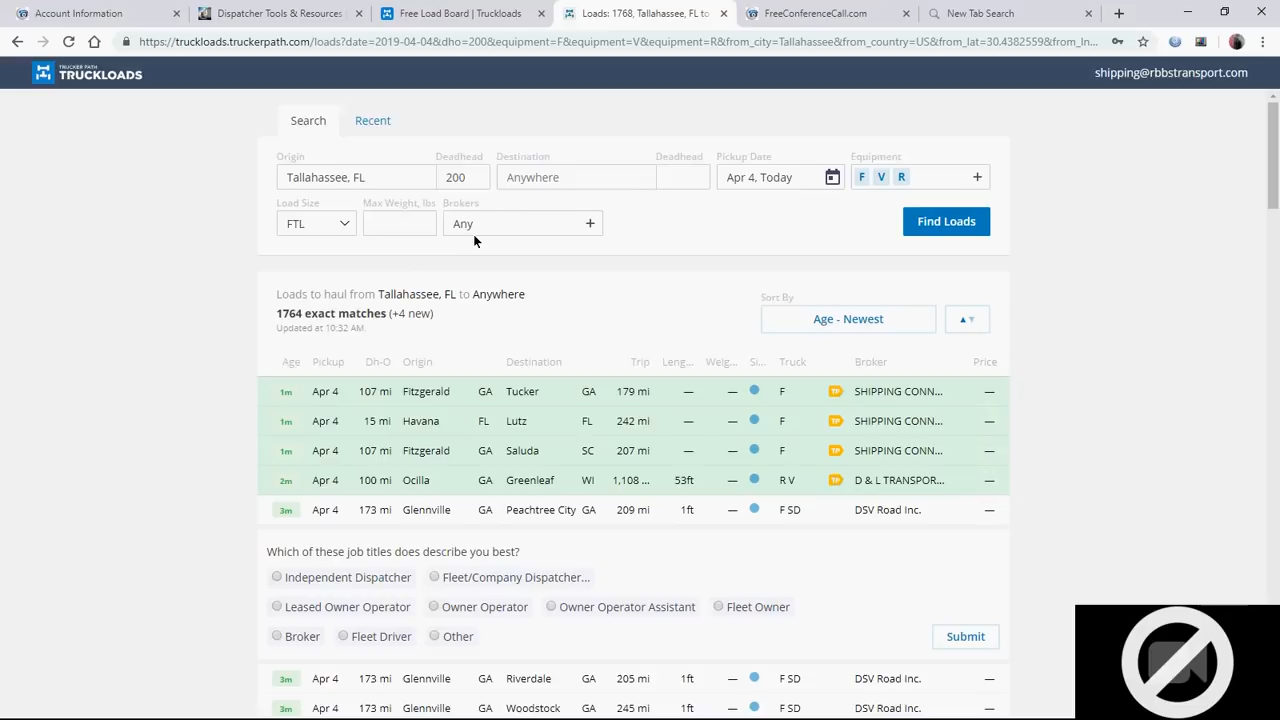 Account Information
Dispatcher Tools & Resources
Free Load Board | Truckloads
Loads: 1768, Tallahassee, FL to
FreeConferenceCall.com
New Tab Search
https://truckloads.truckerpath.com/loads?date=2019-04-04&dho=200&equipment=F&equipment=V&equipment=R&from_city=Tallahassee&from_country=US&from_lat=30.4382559&from_ln...
TRUCKER PATH
TRUCKLOADS
shipping@rbbstransport.com
Search Recent
Origin Deadhead Destination Deadhead Pickup Date Equipment
Tallahassee, FL 200 Anywhere Apr 4, Today F V R +
Load Size Max Weight, lbs Brokers
FTL Any + Find Loads
Loads to haul from Tallahassee, FL to Anywhere
1764 exact matches (+4 new)
Updated at 10:32 AM.
Sort By
Age - Newest
Age Pickup Dh-O Origin Destination Trip Leng... Weig... Si... Truck Broker Price
1m Apr 4 107 mi Fitzgerald GA Tucker GA 179 mi — — F TP SHIPPING CONN... —
1m Apr 4 15 mi Havana FL Lutz FL 242 mi — — F TP SHIPPING CONN... —
1m Apr 4 107 mi Fitzgerald GA Saluda SC 207 mi — — F TP SHIPPING CONN... —
2m Apr 4 100 mi Ocilla GA Greenleaf WI 1,108 ... 53ft — R V TP D & L TRANSPOR... —
3m Apr 4 173 mi Glennville GA Peachtree City GA 209 mi 1ft — F SD DSV Road Inc. —
Which of these job titles does describe you best?
Independent Dispatcher Fleet/Company Dispatcher...
Leased Owner Operator Owner Operator Owner Operator Assistant Fleet Owner
Broker Fleet Driver Other Submit
3m Apr 4 173 mi Glennville GA Riverdale GA 205 mi 1ft — F SD DSV Road Inc. —
3m Apr 4 173 mi Glennville GA Woodstock GA 245 mi 1ft — F SD DSV Road Inc. —